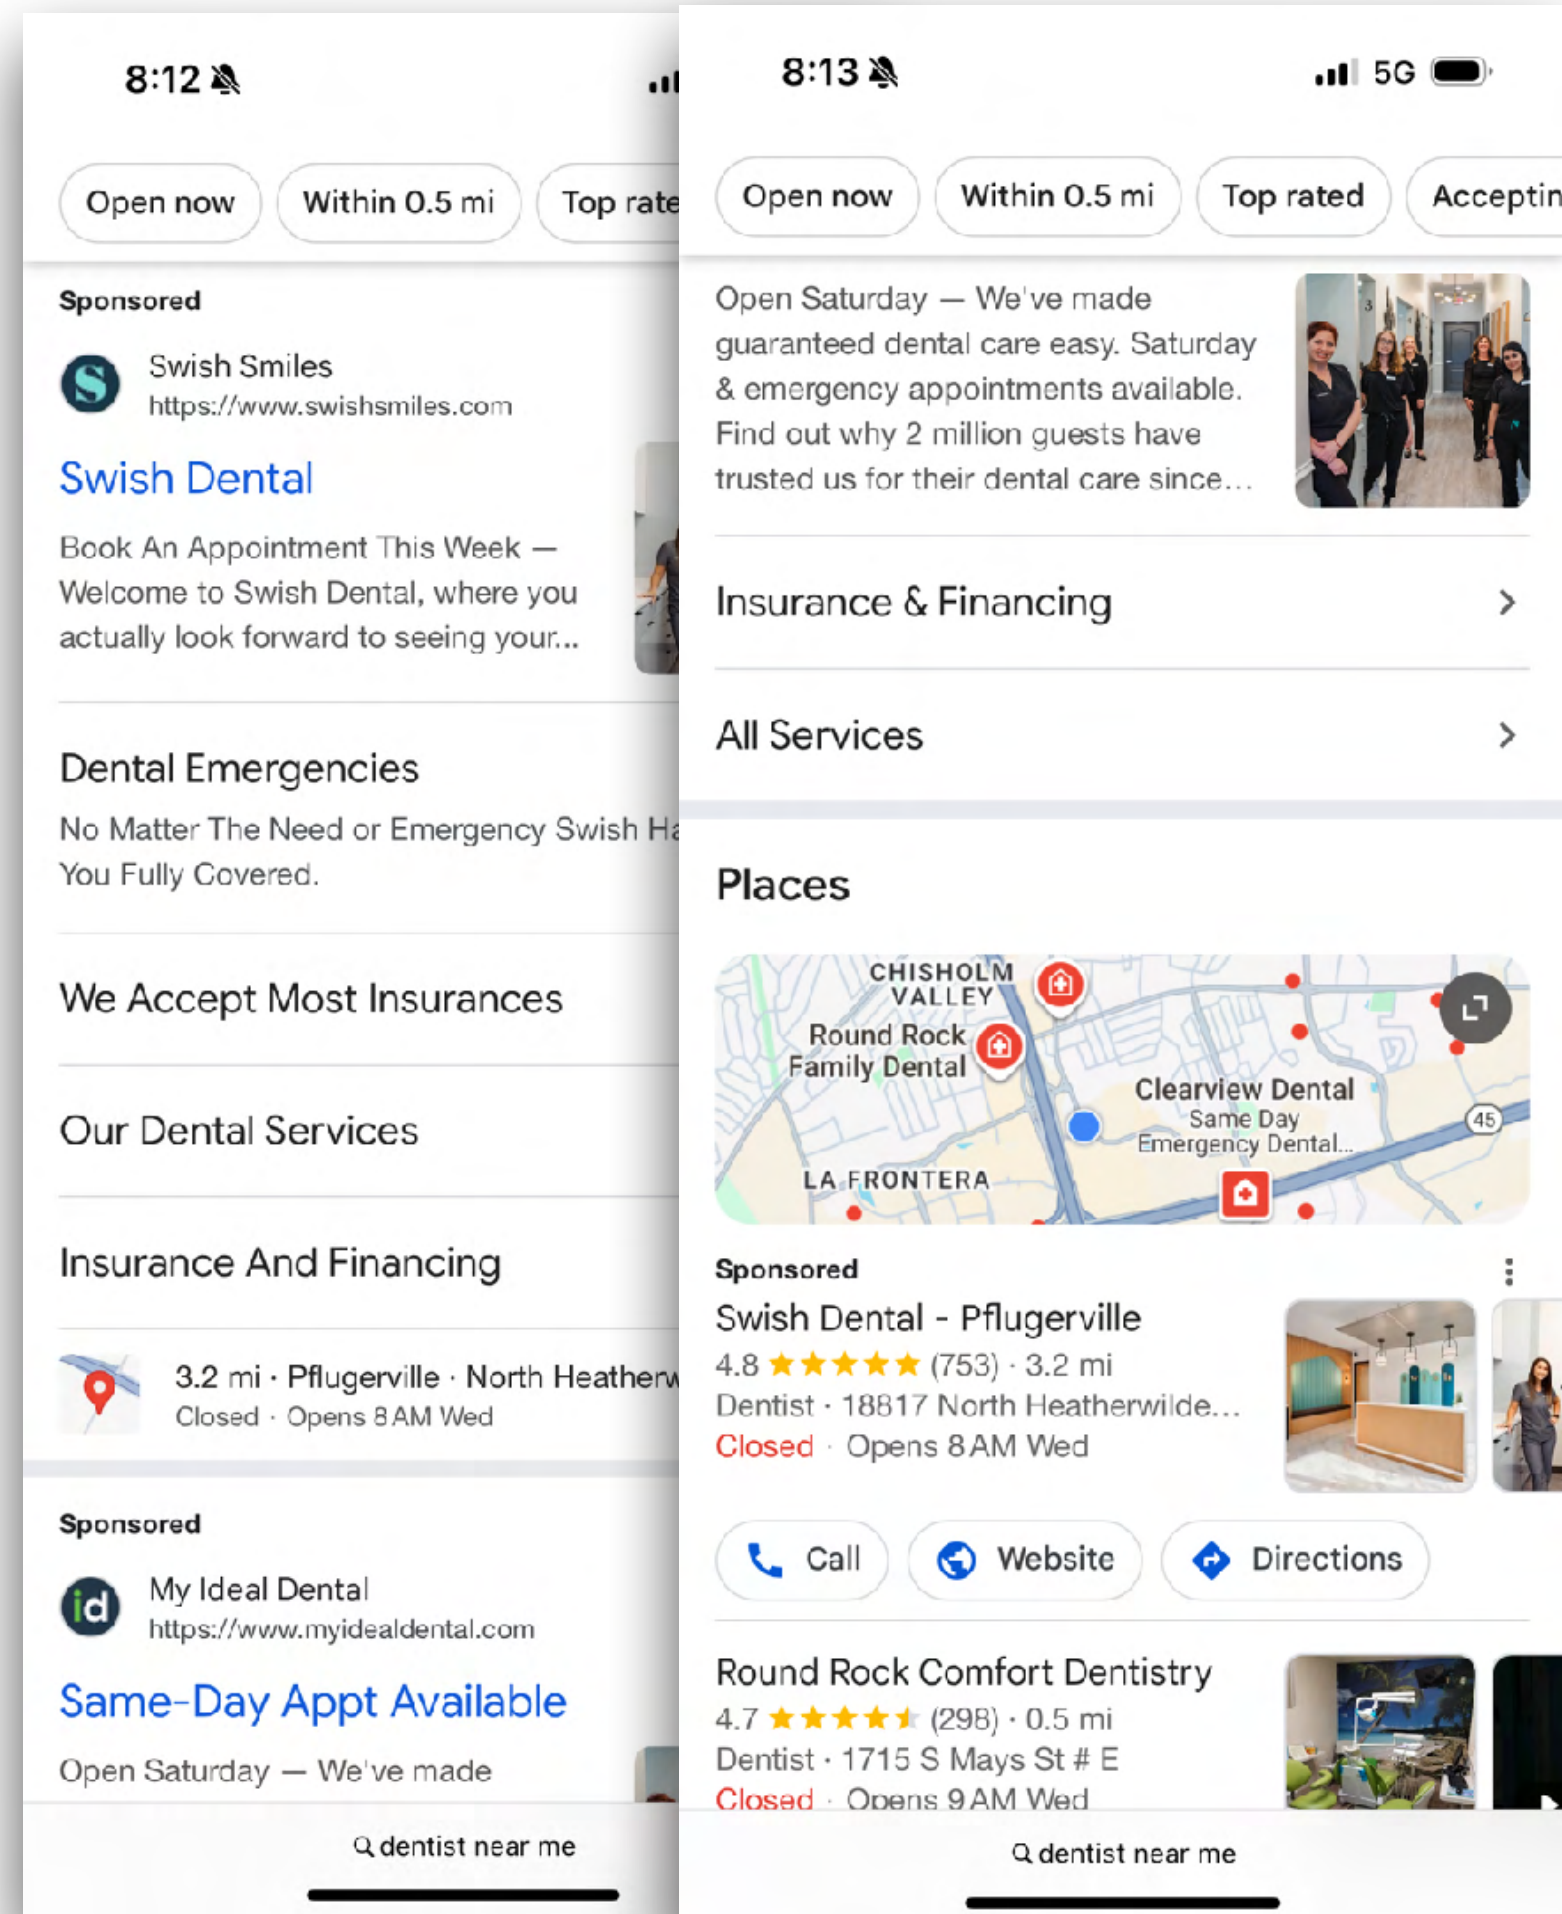 8:12
Open now
Within 0.5 mi
Top rate
Sponsored
S
Swish Smiles
https://www.swishsmiles.com
Swish Dental
Book An Appointment This Week —
Welcome to Swish Dental, where you
actually look forward to seeing your...
Dental Emergencies
No Matter The Need or Emergency Swish Ha
You Fully Covered.
We Accept Most Insurances
Our Dental Services
Insurance And Financing
3.2 mi · Pflugerville · North Heatherw
Closed · Opens 8 AM Wed
Sponsored
id
My Ideal Dental
https://www.myidealdental.com
Same-Day Appt Available
Open Saturday — We've made
dentist near me
8:13
5G
Open now
Within 0.5 mi
Top rated
Acceptin
Open Saturday — We've made
guaranteed dental care easy. Saturday
& emergency appointments available.
Find out why 2 million guests have
trusted us for their dental care since...
Insurance & Financing
All Services
Places
CHISHOLM
VALLEY
Round Rock
Family Dental
Clearview Dental
Same Day
Emergency Dental...
45
LA FRONTERA
Sponsored
Swish Dental - Pflugerville
4.8 (753) · 3.2 mi
Dentist · 18817 North Heatherwilde...
Closed · Opens 8 AM Wed
Call
Website
Directions
Round Rock Comfort Dentistry
4.7 (298) · 0.5 mi
Dentist · 1715 S Mays St # E
Closed · Opens 9 AM Wed
dentist near me